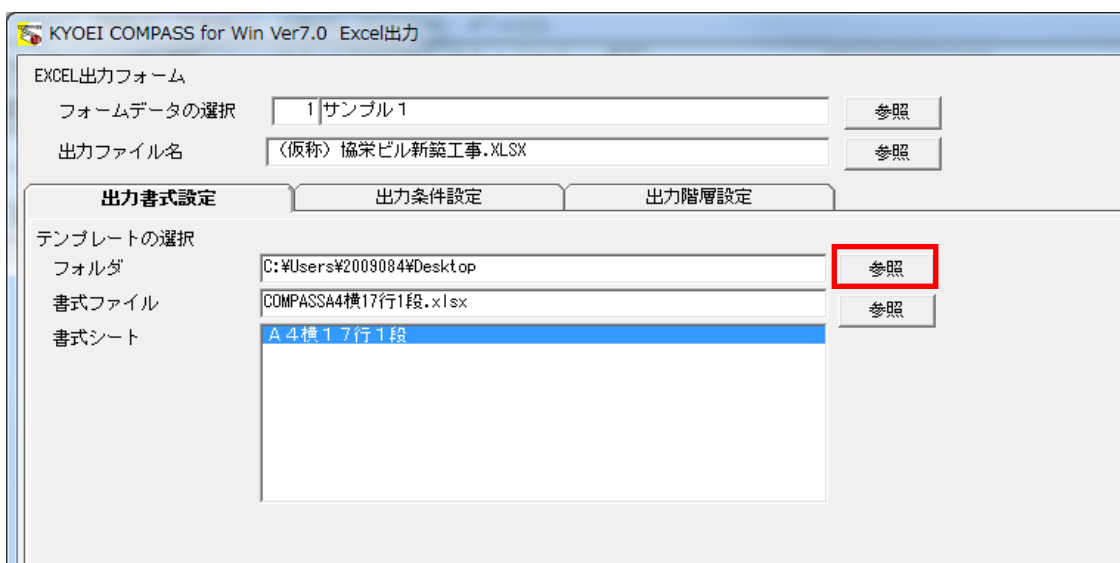 KYOEI COMPASS for Win Ver7.0 Excel出力
EXCEL出力フォーム
フォームデータの選択 1 サンプル1 参照
出力ファイル名 (仮称)協栄ビル新築工事.XLSX 参照
出力書式設定 出力条件設定 出力階層設定
テンプレートの選択
フォルダ C:¥Users¥2009084¥Desktop 参照
書式ファイル COMPASSA4横17行1段.xlsx 参照
書式シート A4横17行1段